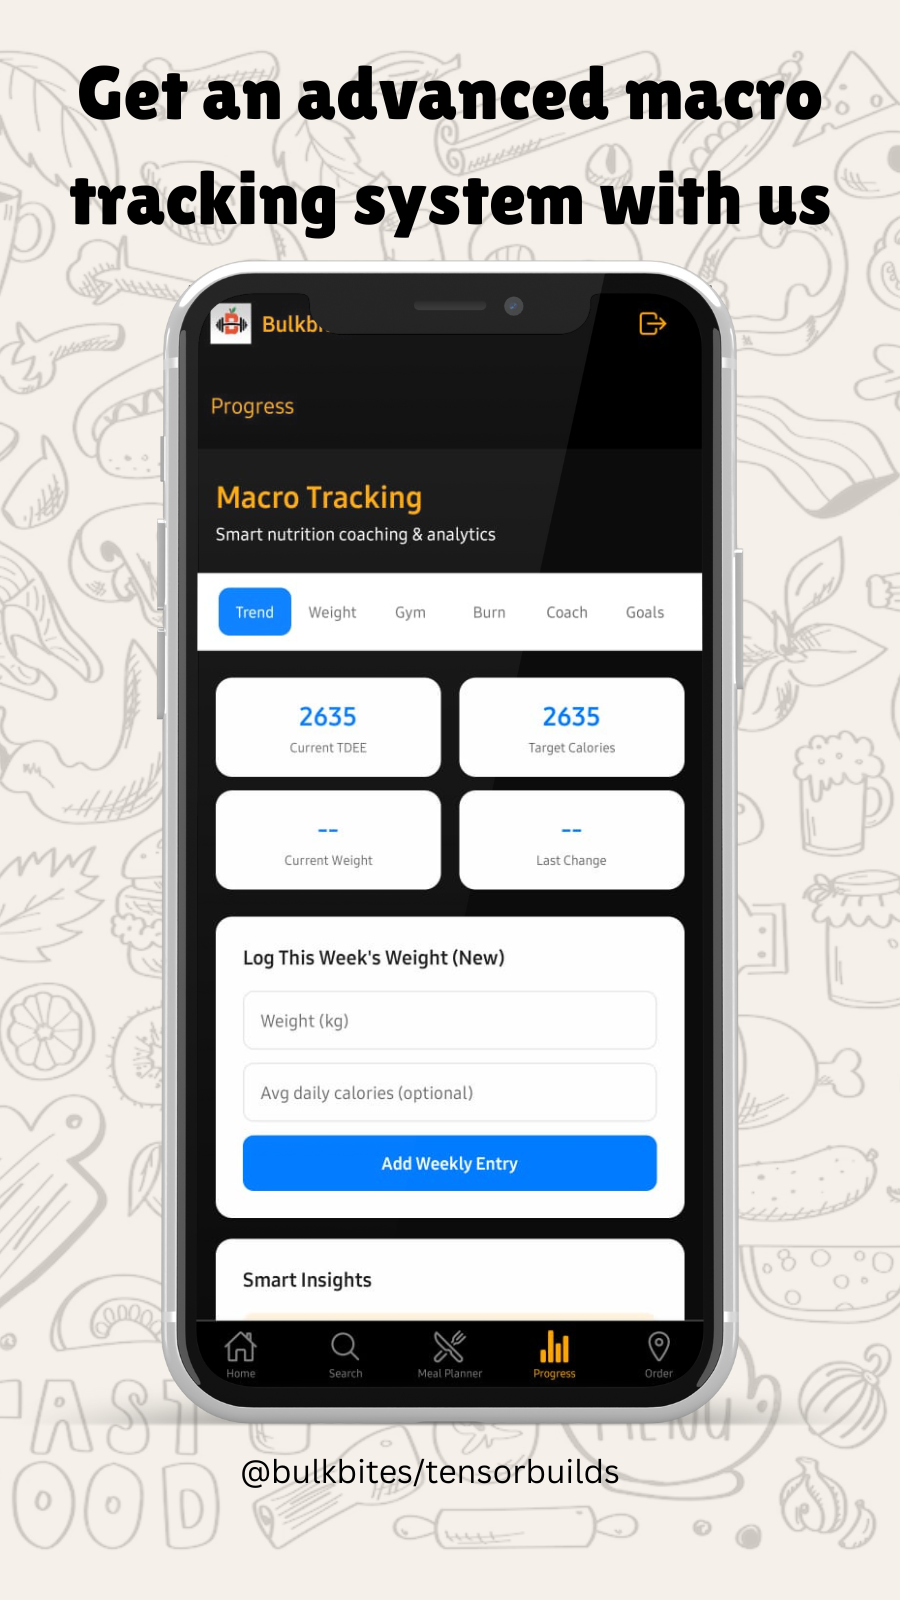 Get an advanced macro
tracking system with us
Progress
Macro Tracking
Smart nutrition coaching & analytics
Trend Weight Gym Burn Coach Goals
2635 2635
Current TDEE Target Calories
-- --
Current Weight Last Change
Log This Week's Weight (New)
Weight (kg)
Avg daily calories (optional)
Add Weekly Entry
Smart Insights
Home Search Meal Planner Progress Order
MENU
@bulkbites/tensorbuilds